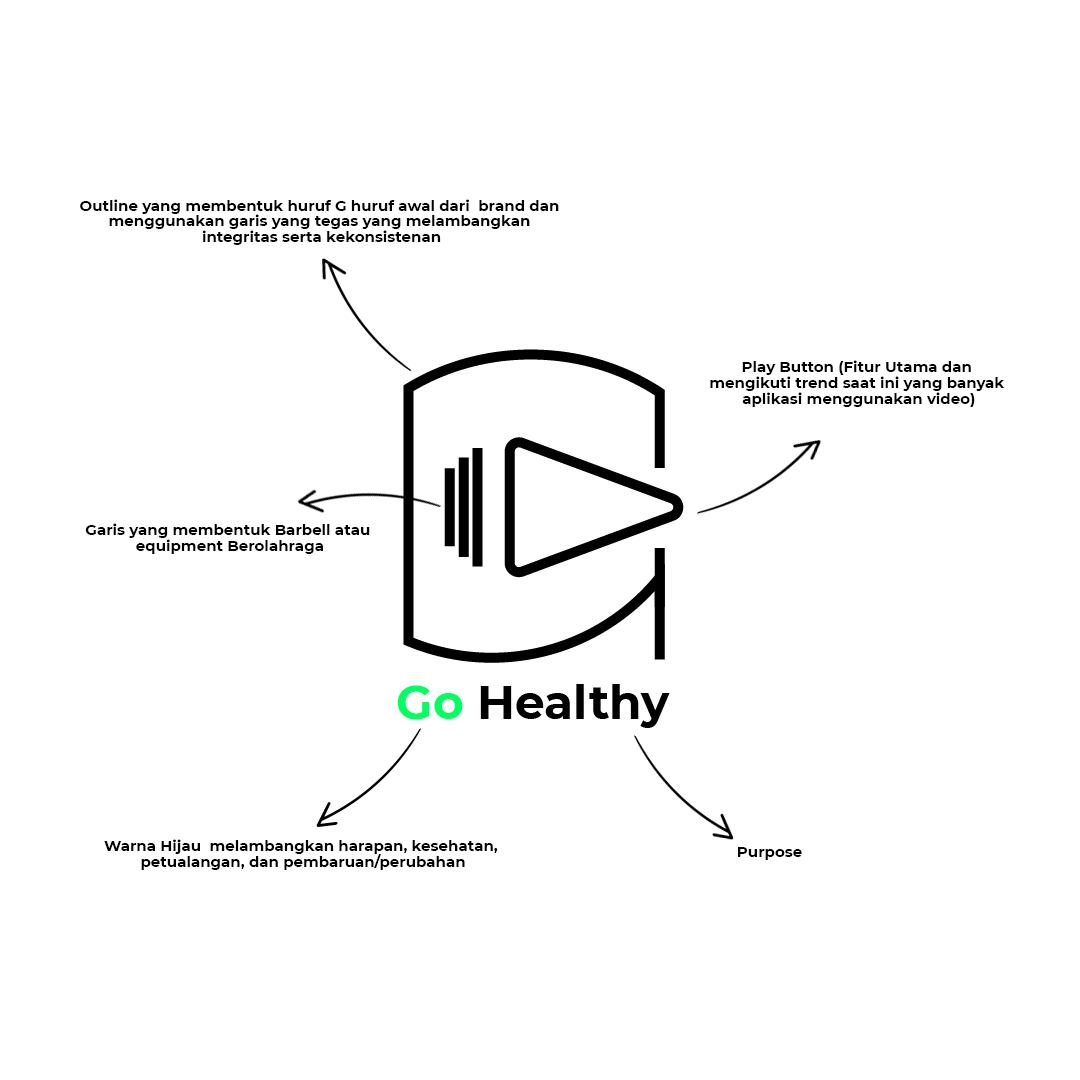 Outline yang membentuk huruf G huruf awal dari  brand dan
menggunakan garis yang tegas yang melambangkan
integritas serta kekonsistenan
Play Button (Fitur Utama dan
mengikuti trend saat ini yang banyak
aplikasi menggunakan video)
Garis yang membentuk Barbell atau
equipment Berolahraga
Go Healthy
Warna Hijau  melambangkan harapan, kesehatan,
petualangan, dan pembaruan/perubahan
Purpose